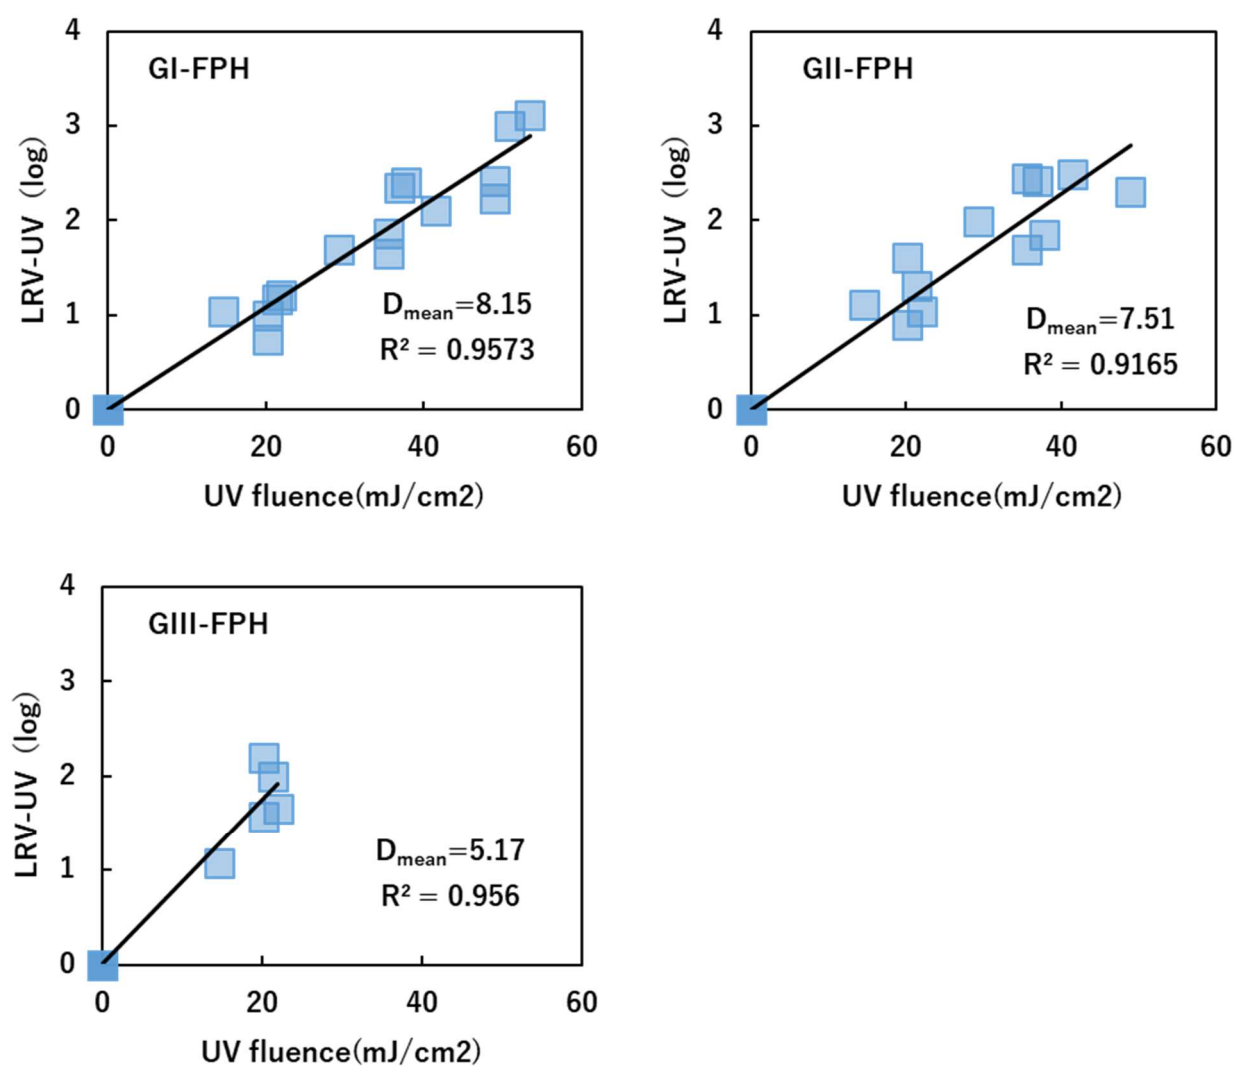 GI-FPH
4
3
2
1
0
LRV-UV (log)
D_mean=8.15
R² = 0.9573
0 20 40 60
UV fluence(mJ/cm2)
GII-FPH
4
3
2
1
0
LRV-UV (log)
D_mean=7.51
R² = 0.9165
0 20 40 60
UV fluence(mJ/cm2)
GIII-FPH
4
3
2
1
0
LRV-UV (log)
D_mean=5.17
R² = 0.956
0 20 40 60
UV fluence(mJ/cm2)